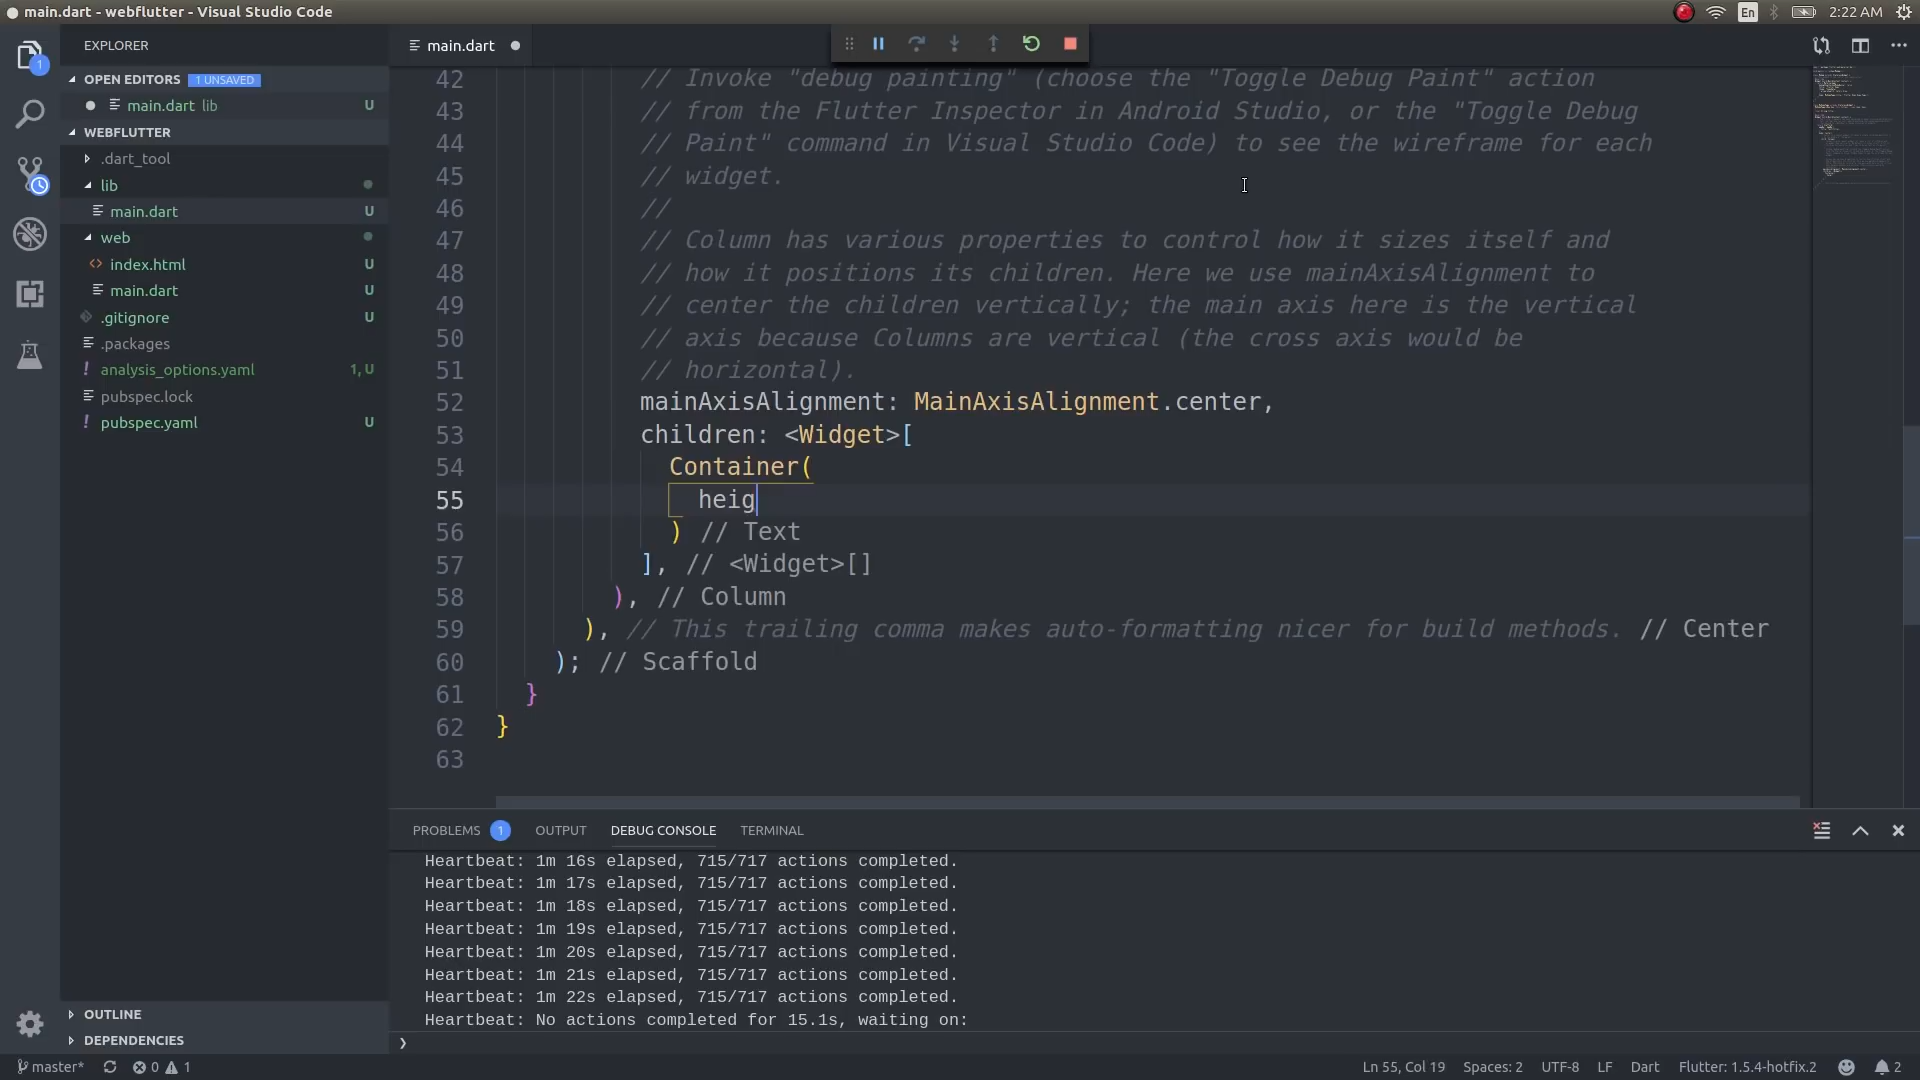 main.dart - webflutter - Visual Studio Code
En
2:22 AM
EXPLORER
main.dart
OPEN EDITORS 1 UNSAVED
main.dart lib U
WEBFLUTTER
.dart_tool
lib
main.dart U
web
index.html U
main.dart U
.gitignore U
.packages
analysis_options.yaml 1, U
pubspec.lock
pubspec.yaml U
OUTLINE
DEPENDENCIES
1
42 // Invoke "debug painting" (choose the "Toggle Debug Paint" action
43 // from the Flutter Inspector in Android Studio, or the "Toggle Debug
44 // Paint" command in Visual Studio Code) to see the wireframe for each
45 // widget.
46 //
47 // Column has various properties to control how it sizes itself and
48 // how it positions its children. Here we use mainAxisAlignment to
49 // center the children vertically; the main axis here is the vertical
50 // axis because Columns are vertical (the cross axis would be
51 // horizontal).
52 mainAxisAlignment: MainAxisAlignment.center,
53 children: <Widget>[
54 Container(
55 heig
56 ) // Text
57 ], // <Widget>[]
58 ), // Column
59 ), // This trailing comma makes auto-formatting nicer for build methods. // Center
60 ); // Scaffold
61 }
62 }
63
PROBLEMS 1 OUTPUT DEBUG CONSOLE TERMINAL
Heartbeat: 1m 16s elapsed, 715/717 actions completed.
Heartbeat: 1m 17s elapsed, 715/717 actions completed.
Heartbeat: 1m 18s elapsed, 715/717 actions completed.
Heartbeat: 1m 19s elapsed, 715/717 actions completed.
Heartbeat: 1m 20s elapsed, 715/717 actions completed.
Heartbeat: 1m 21s elapsed, 715/717 actions completed.
Heartbeat: 1m 22s elapsed, 715/717 actions completed.
Heartbeat: No actions completed for 15.1s, waiting on:
master* 0 1 Ln 55, Col 19 Spaces: 2 UTF-8 LF Dart Flutter: 1.5.4-hotfix.2 2